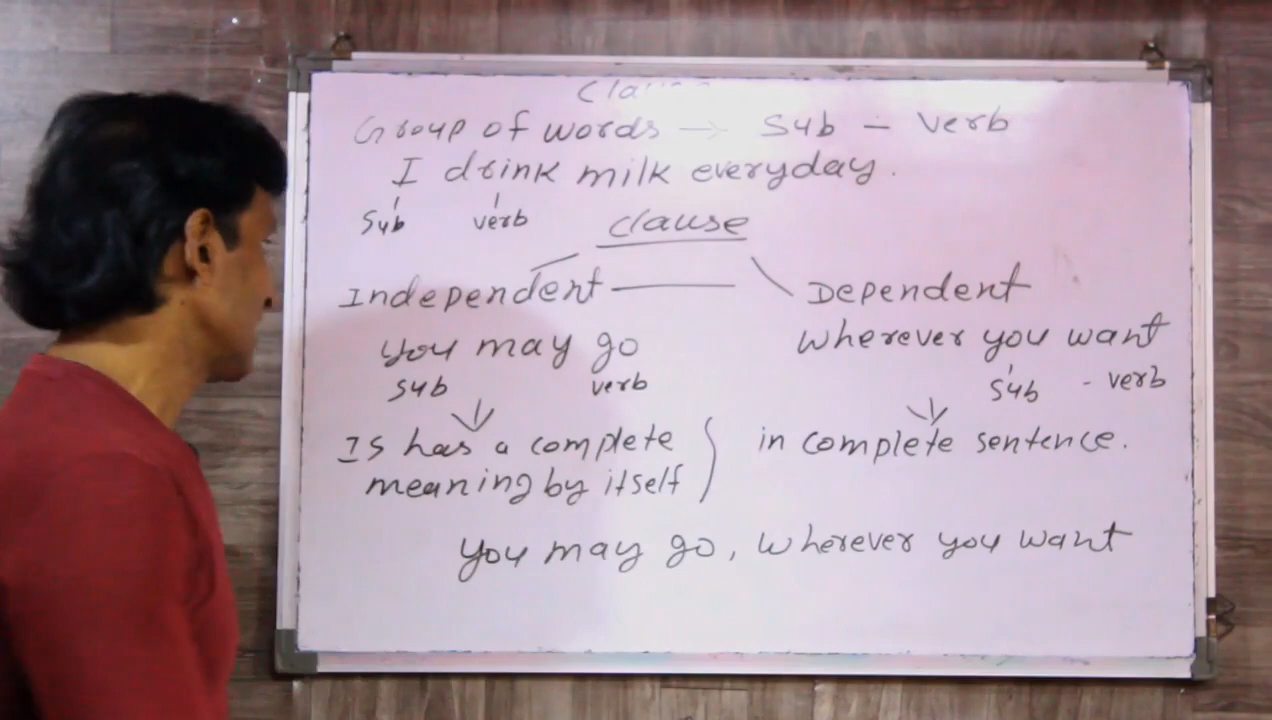 Group of words → Sub - Verb
I drink milk everyday.
Sub verb
Clause
Independent Dependent
you may go wherever you want
sub verb sub - verb
Is has a complete in complete sentence.
meaning by itself
you may go, wherever you want